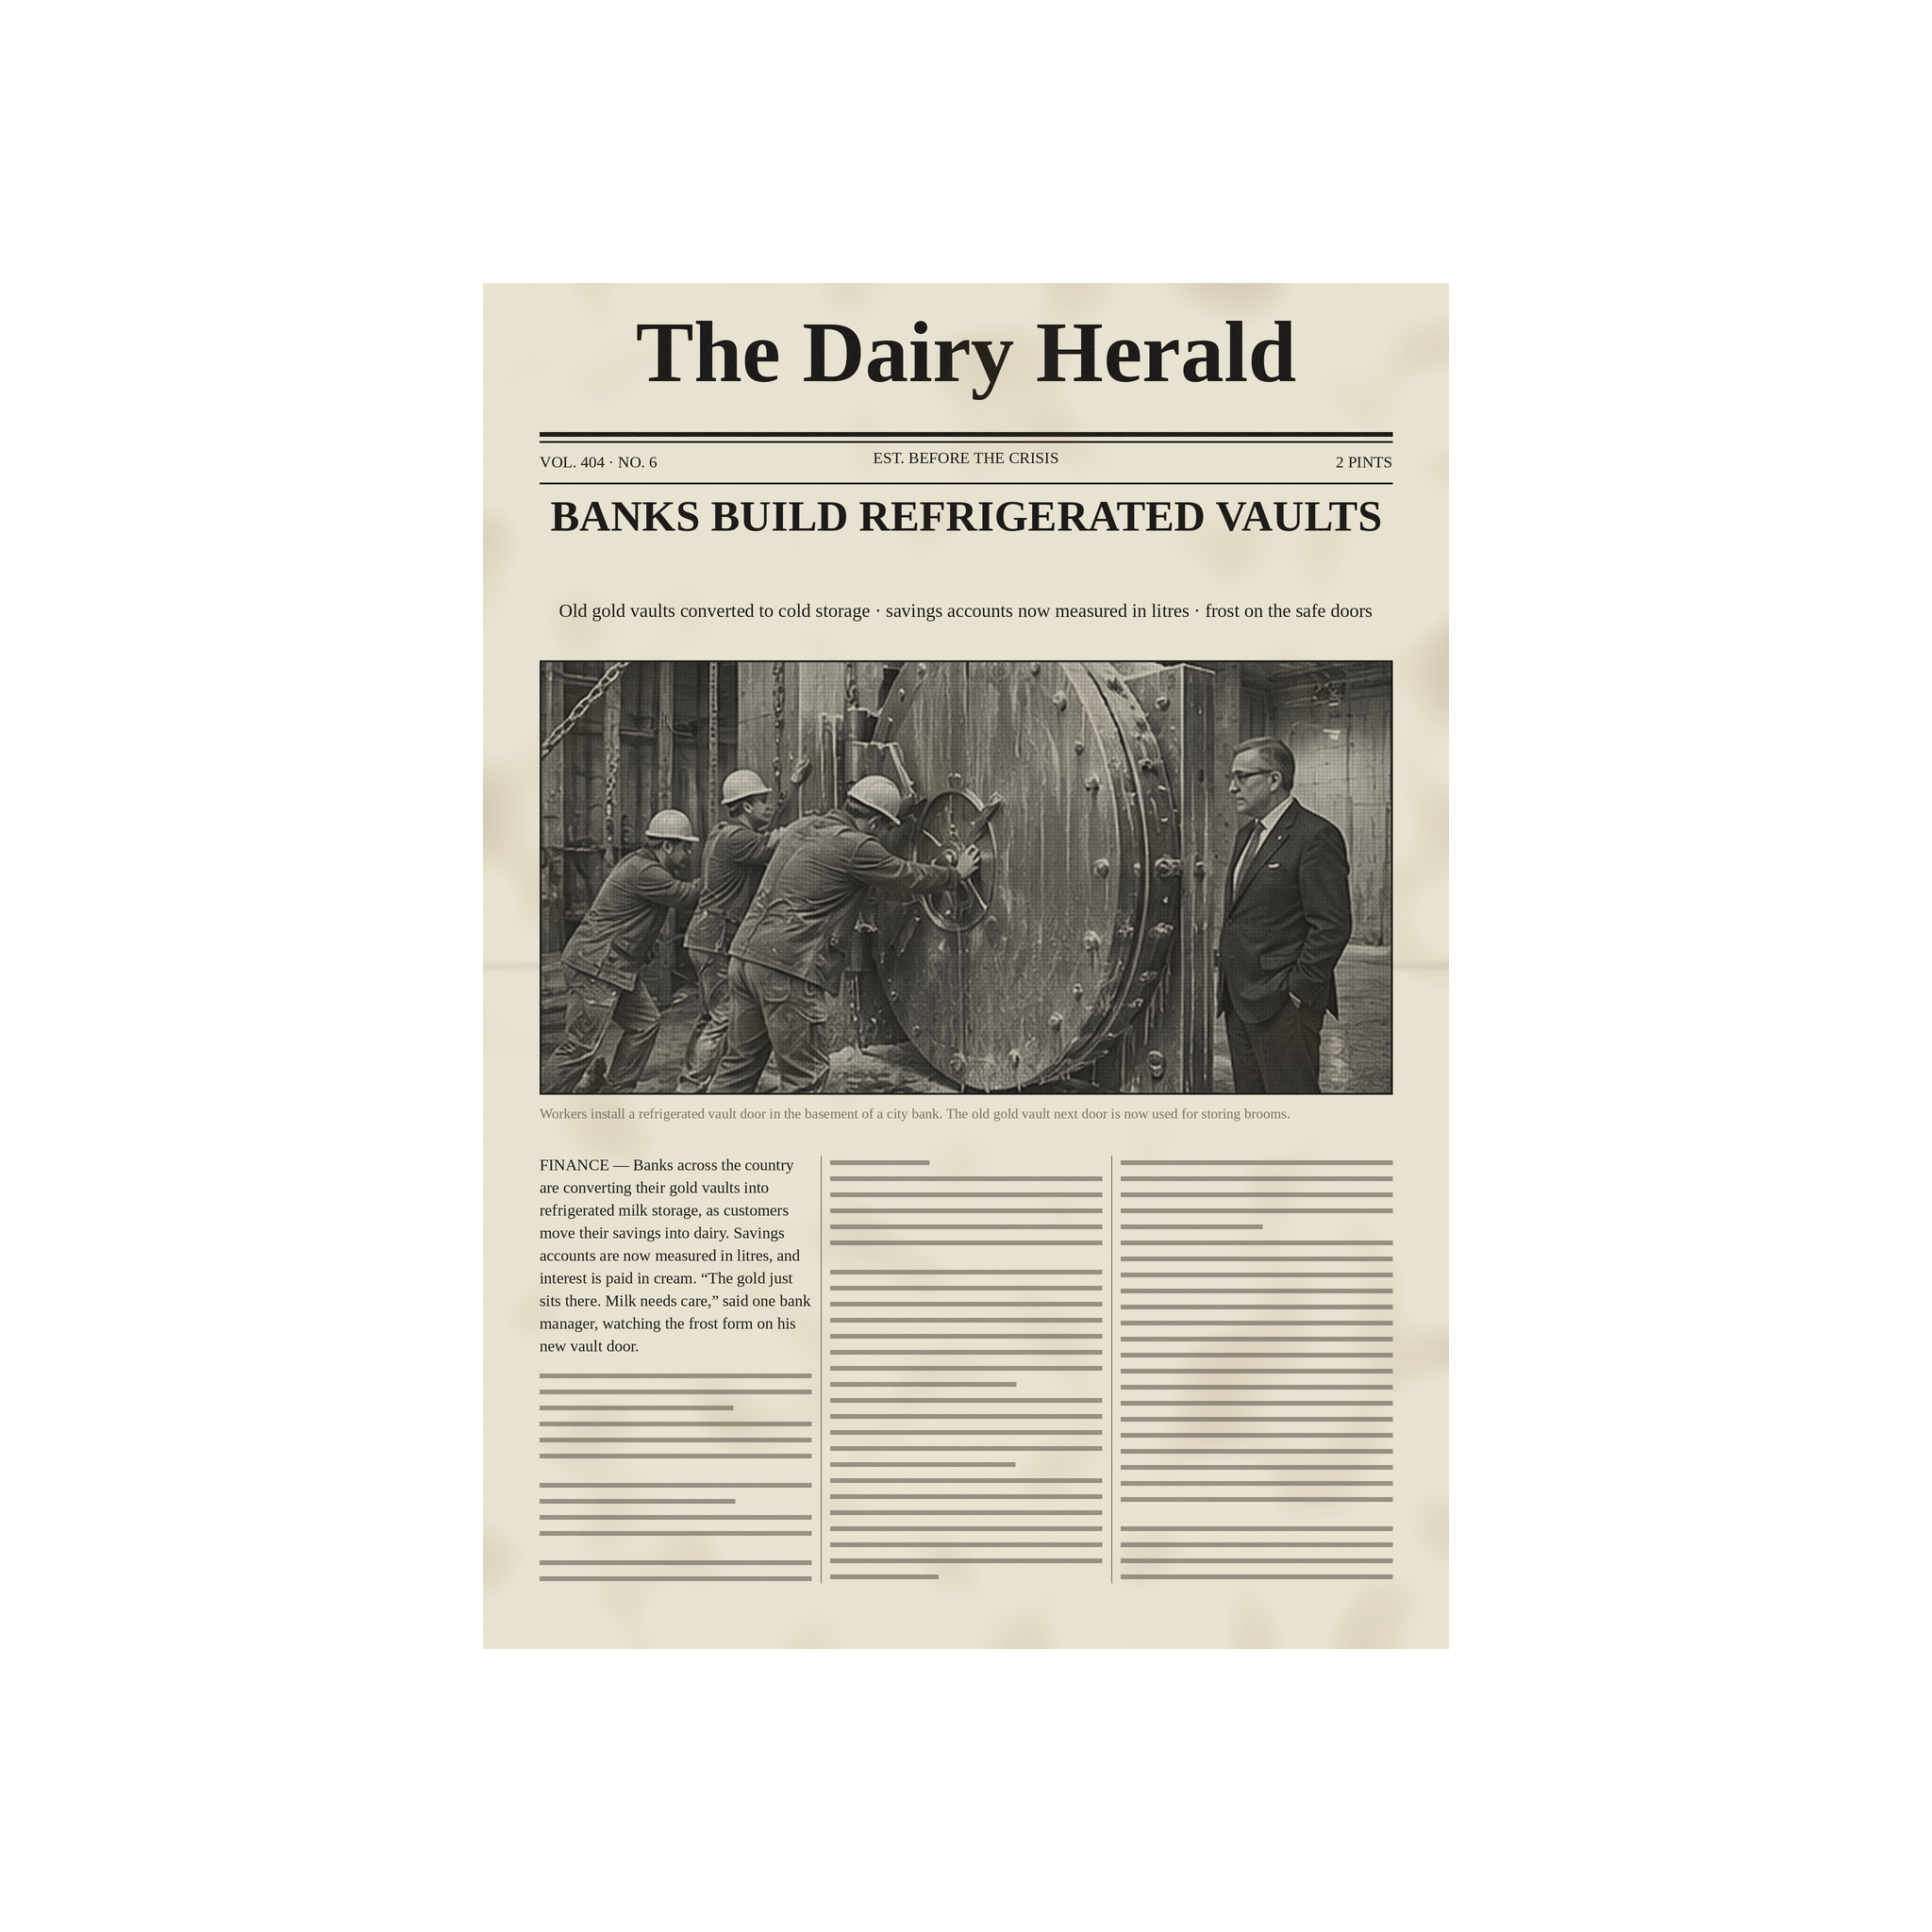 The Dairy Herald
VOL. 404 · NO. 6
EST. BEFORE THE CRISIS
2 PINTS
BANKS BUILD REFRIGERATED VAULTS
Old gold vaults converted to cold storage · savings accounts now measured in litres · frost on the safe doors
Workers install a refrigerated vault door in the basement of a city bank. The old gold vault next door is now used for storing brooms.
FINANCE — Banks across the country
are converting their gold vaults into
refrigerated milk storage, as customers
move their savings into dairy. Savings
accounts are now measured in litres, and
interest is paid in cream. “The gold just
sits there. Milk needs care,” said one bank
manager, watching the frost form on his
new vault door.